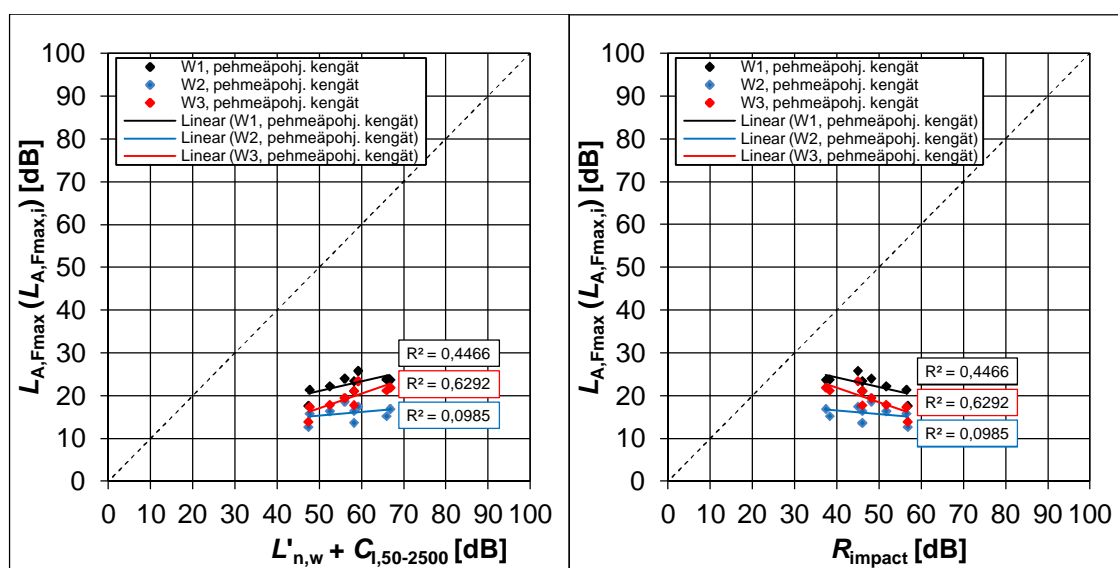 100
90
80
70
60
50
40
30
20
10
0
L_A,Fmax (L_A,Fmax,i) [dB]
W1, pehmeäpohj. kengät
W2, pehmeäpohj. kengät
W3, pehmeäpohj. kengät
Linear (W1, pehmeäpohj. kengät)
Linear (W2, pehmeäpohj. kengät)
Linear (W3, pehmeäpohj. kengät)
R² = 0,4466
R² = 0,6292
R² = 0,0985
0 10 20 30 40 50 60 70 80 90 100
L'n,w + CI,50-2500 [dB]
100
90
80
70
60
50
40
30
20
10
0
L_A,Fmax (L_A,Fmax,i) [dB]
W1, pehmeäpohj. kengät
W2, pehmeäpohj. kengät
W3, pehmeäpohj. kengät
Linear (W1, pehmeäpohj. kengät)
Linear (W2, pehmeäpohj. kengät)
Linear (W3, pehmeäpohj. kengät)
R² = 0,4466
R² = 0,6292
R² = 0,0985
0 10 20 30 40 50 60 70 80 90 100
Rimpact [dB]